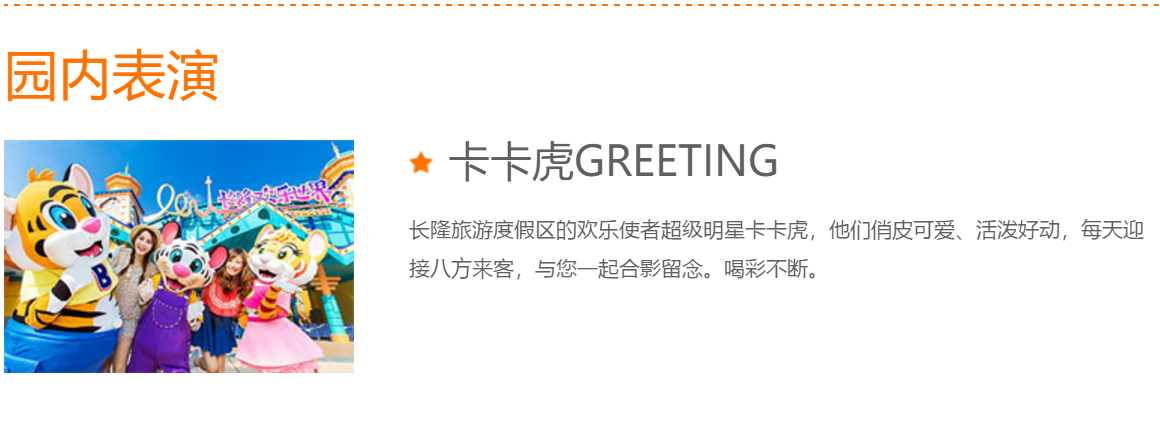 园内表演
长隆欢乐世界
B
卡卡虎GREETING
长隆旅游度假区的欢乐使者超级明星卡卡虎，他们俏皮可爱、活泼好动，每天迎
接八方来客，与您一起合影留念。喝彩不断。